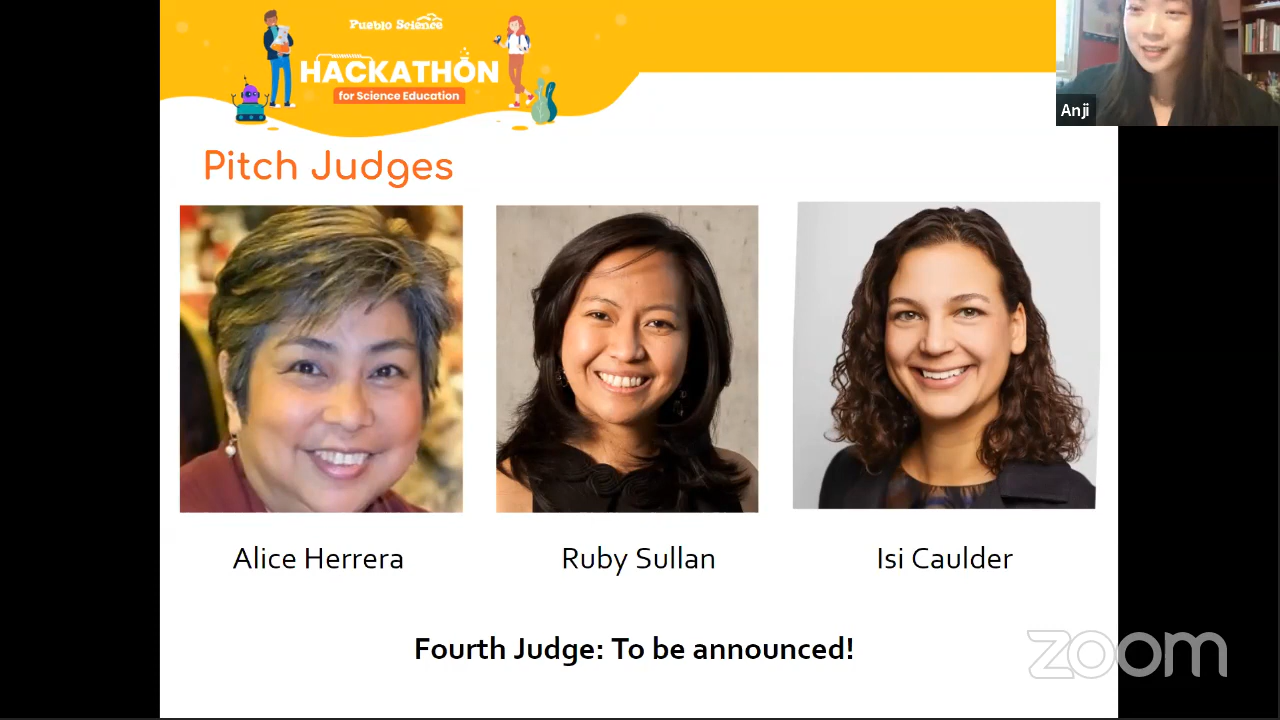 Pueblo Science
HACKATHON
for Science Education
Anji
Pitch Judges
Alice Herrera
Ruby Sullan
Isi Caulder
Fourth Judge: To be announced!
zoom